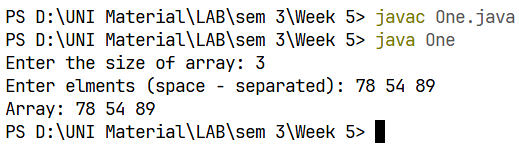 PS D:\UNI Material\LAB\sem 3\Week 5> javac One.java
PS D:\UNI Material\LAB\sem 3\Week 5> java One
Enter the size of array: 3
Enter elments (space - separated): 78 54 89
Array: 78 54 89
PS D:\UNI Material\LAB\sem 3\Week 5>